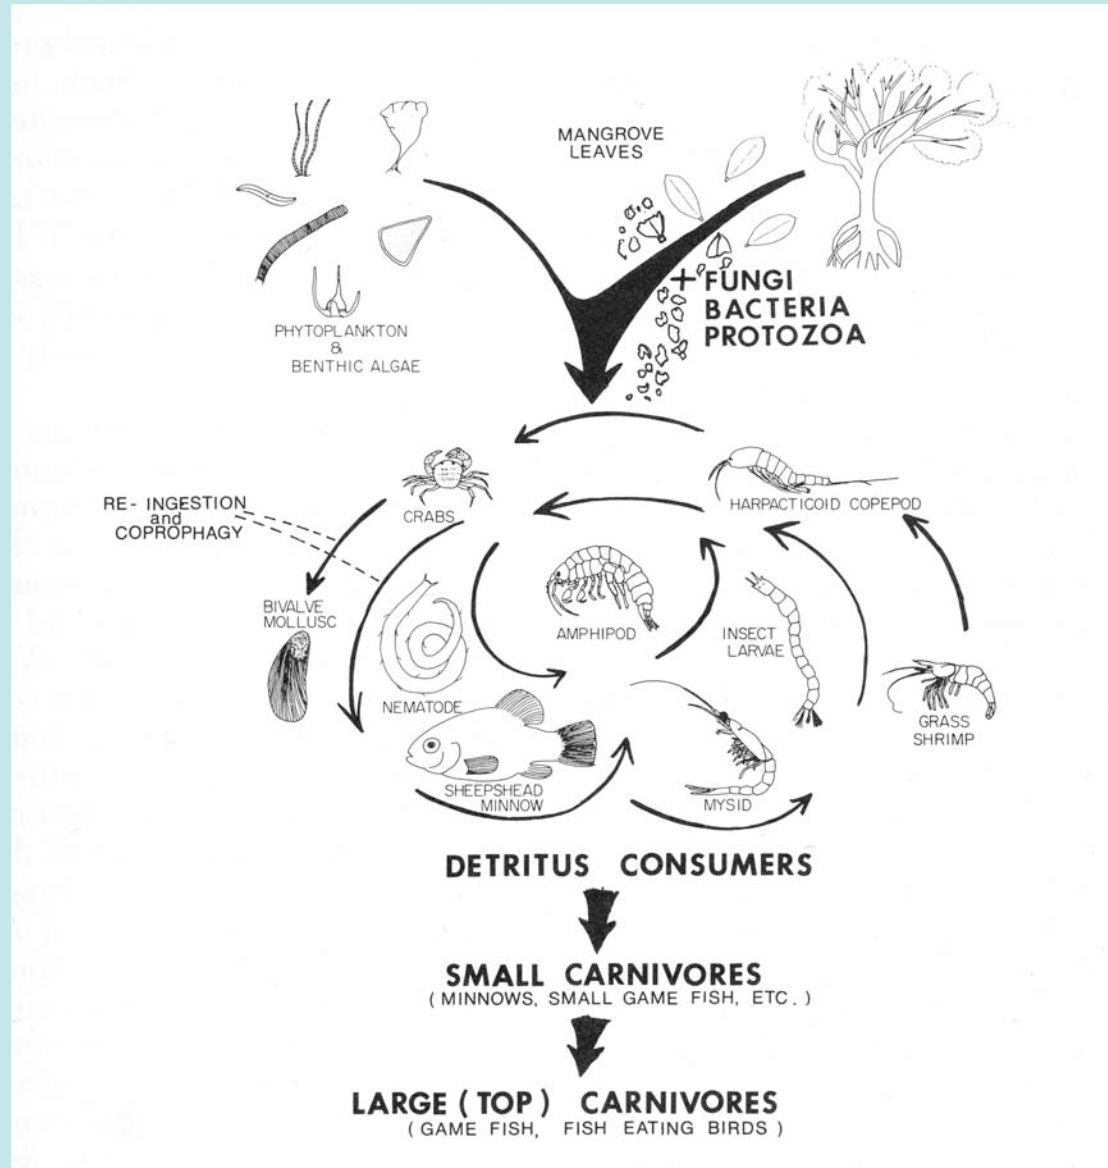 MANGROVE
LEAVES
+ FUNGI
BACTERIA
PROTOZOA
PHYTOPLANKTON
&
BENTHIC ALGAE
RE- INGESTION
and
COPROPHAGY
CRABS
HARPACTICOID COPEPOD
BIVALVE
MOLLUSC
AMPHIPOD
INSECT
LARVAE
NEMATODE
GRASS
SHRIMP
SHEEPSHEAD
MINNOW
MYSID
DETRITUS CONSUMERS
SMALL CARNIVORES
( MINNOWS, SMALL GAME FISH, ETC. )
LARGE ( TOP ) CARNIVORES
( GAME FISH, FISH EATING BIRDS )